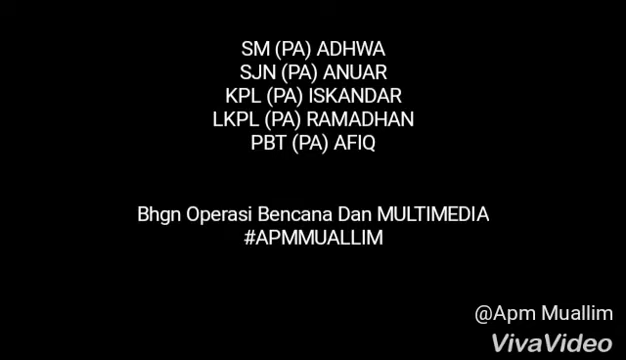 SM (PA) ADHWA
SJN (PA) ANUAR
KPL (PA) ISKANDAR
LKPL (PA) RAMADHAN
PBT (PA) AFIQ
Bhgn Operasi Bencana Dan MULTIMEDIA
#APMMUALLIM
@Apm Muallim
VivaVideo